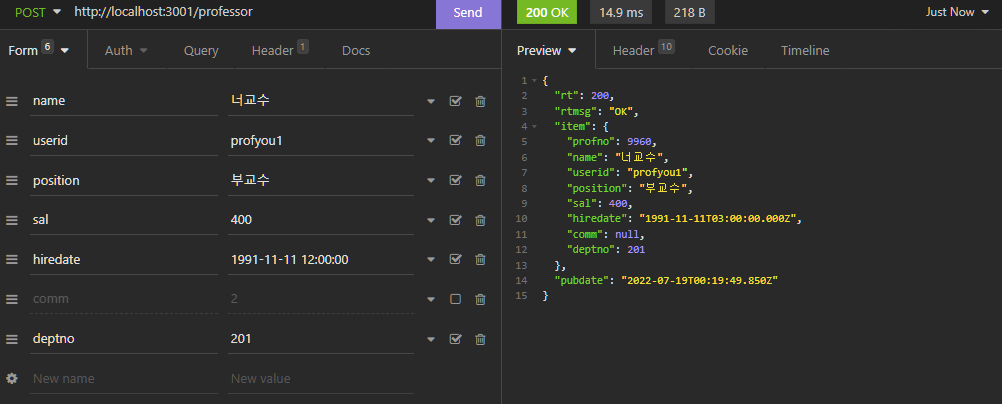 POST http://localhost:3001/professor Send
200 OK 14.9 ms 218 B Just Now
Form 6 Auth Query Header 1 Docs
Preview Header 10 Cookie Timeline
name 너교수
userid profyou1
position 부교수
sal 400
hiredate 1991-11-11 12:00:00
comm 2
deptno 201
New name New value
1 {
2 "rt": 200,
3 "rtmsg": "OK",
4 "item": {
5 "profno": 9960,
6 "name": "너교수",
7 "userid": "profyou1",
8 "position": "부교수",
9 "sal": 400,
10 "hiredate": "1991-11-11T03:00:00.000Z",
11 "comm": null,
12 "deptno": 201
13 },
14 "pubdate": "2022-07-19T00:19:49.850Z"
15 }